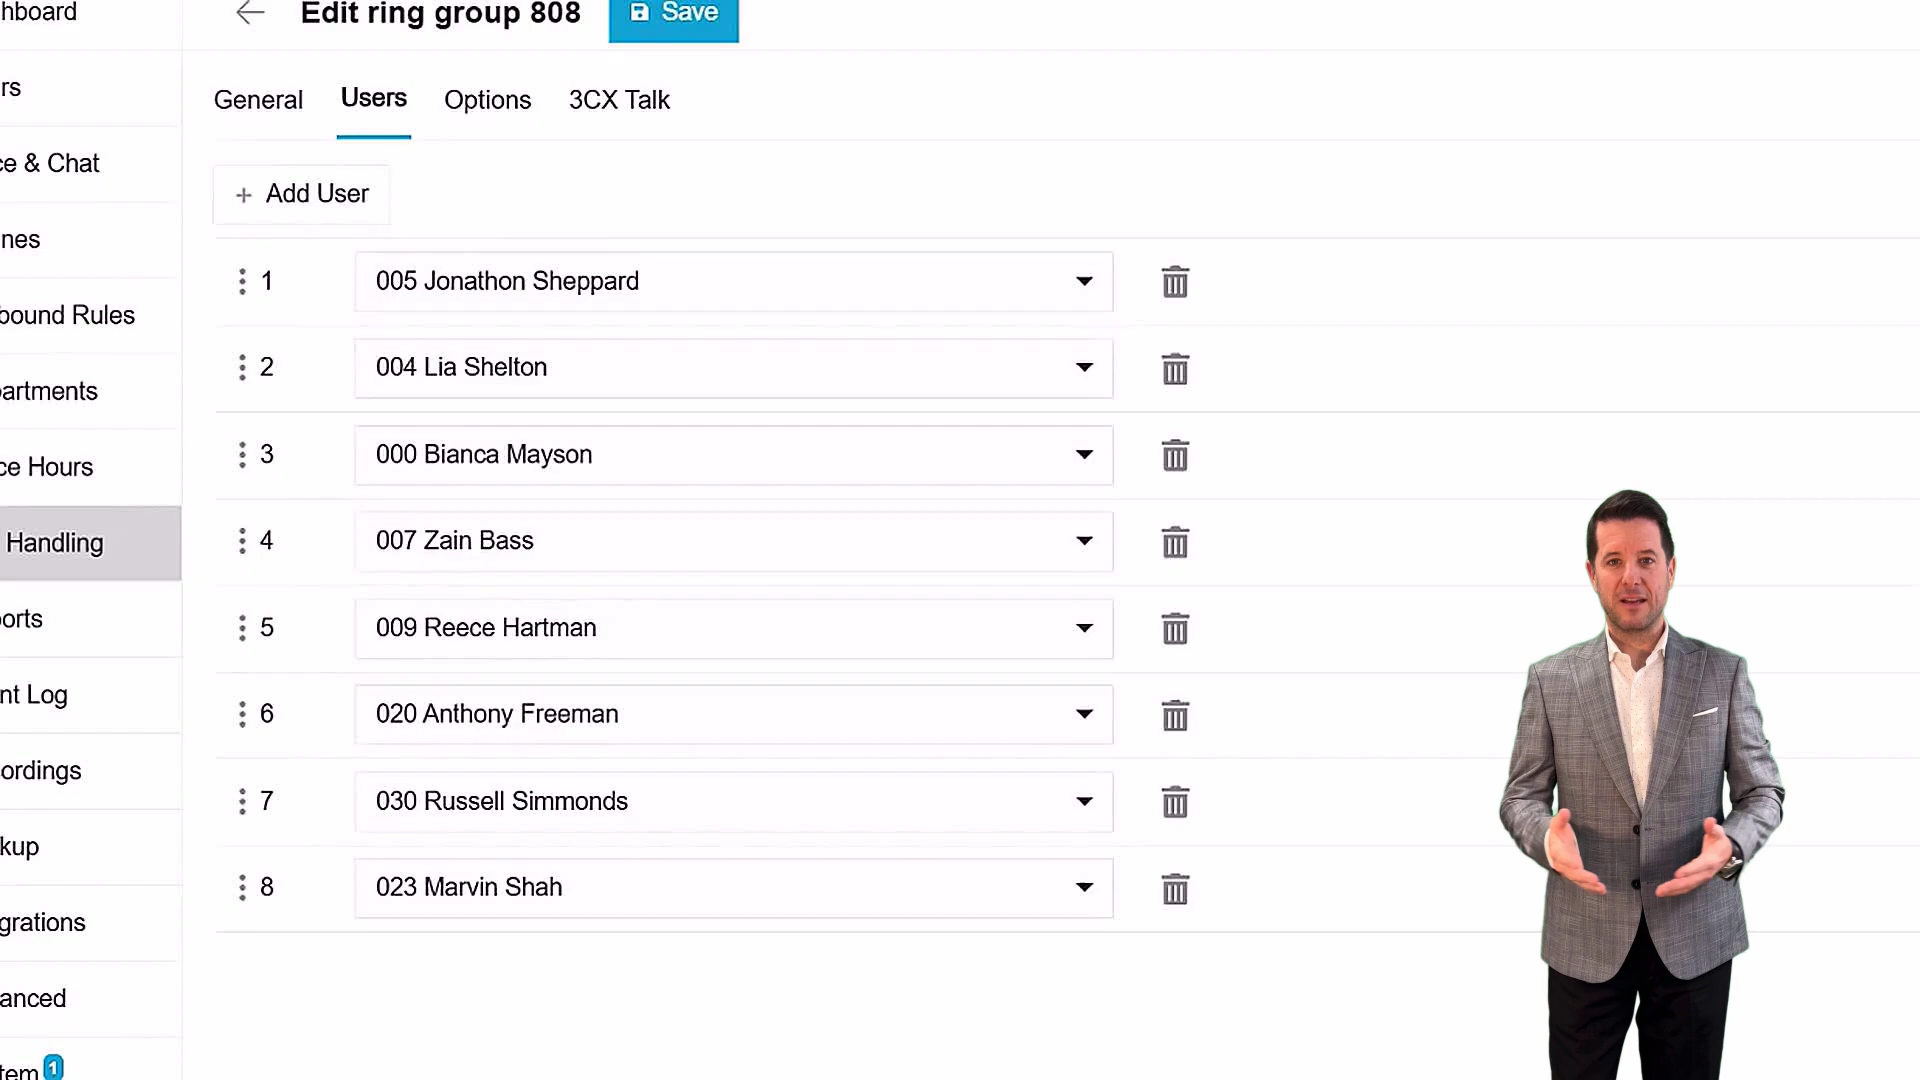 hboard
Edit ring group 808
Save
rs
General Users Options 3CX Talk
ce & Chat
+ Add User
nes
1 005 Jonathon Sheppard
bound Rules
2 004 Lia Shelton
partments
3 000 Bianca Mayson
ce Hours
4 007 Zain Bass
Handling
5 009 Reece Hartman
orts
6 020 Anthony Freeman
nt Log
7 030 Russell Simmonds
ordings
kup
8 023 Marvin Shah
grations
anced
tem 1